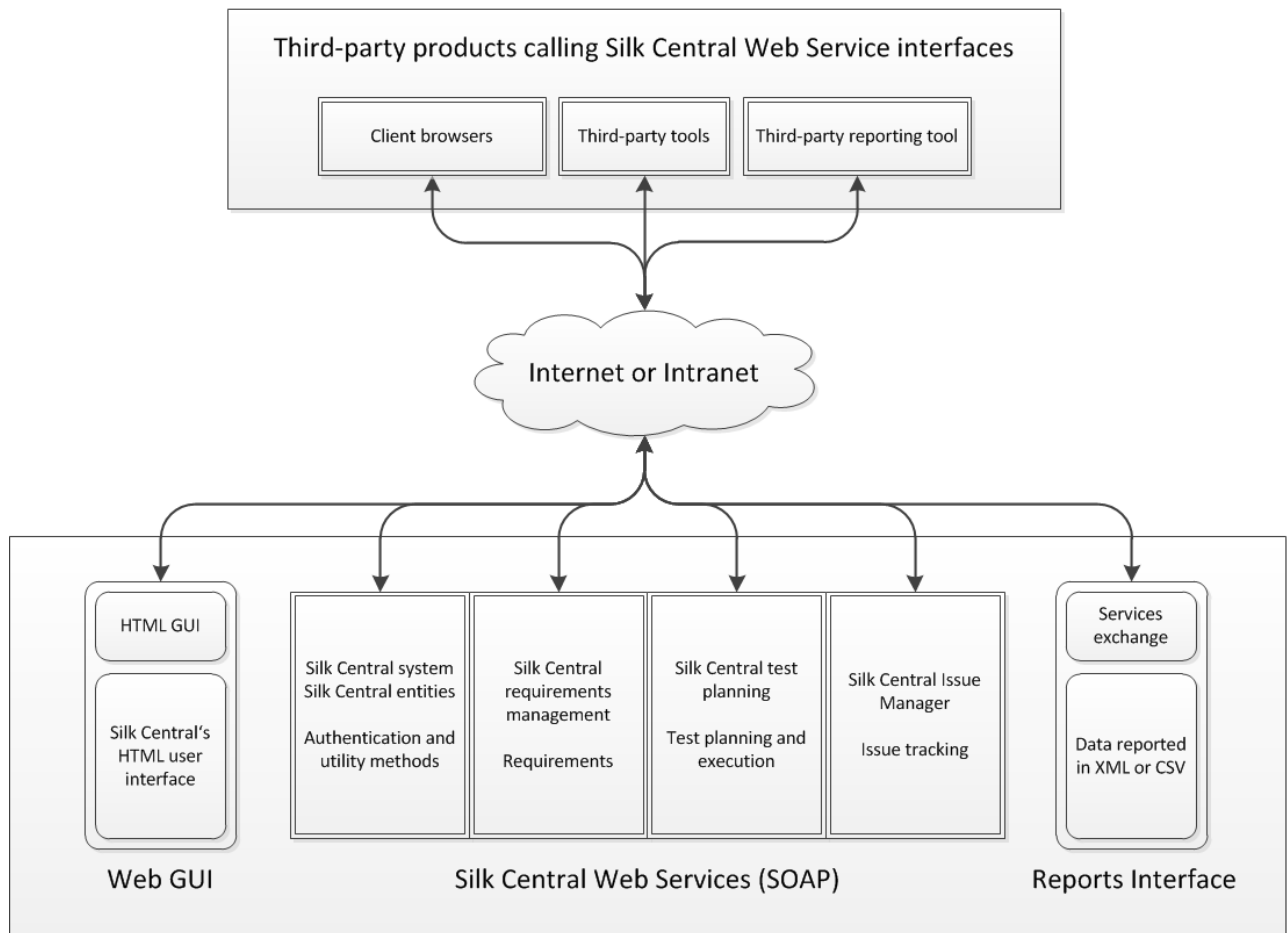 Third-party products calling Silk Central Web Service interfaces
Client browsers
Third-party tools
Third-party reporting tool
Internet or Intranet
HTML GUI
Silk Central‘s
HTML user
interface
Web GUI
Silk Central system
Silk Central entities
Authentication and
utility methods
Silk Central
requirements
management
Requirements
Silk Central test
planning
Test planning and
execution
Silk Central Issue
Manager
Issue tracking
Silk Central Web Services (SOAP)
Services
exchange
Data reported
in XML or CSV
Reports Interface